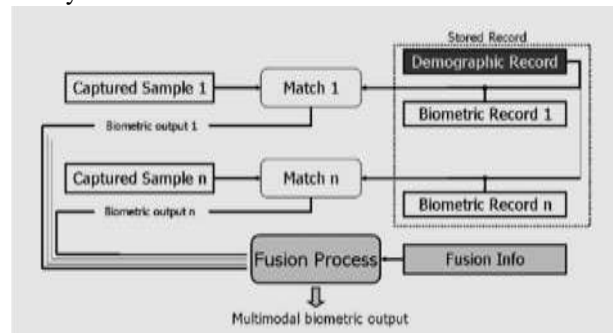 Stored Record
Demographic Record
Captured Sample 1
Match 1
Biometric Record 1
Biometric output 1
Captured Sample n
Match n
Biometric Record n
Biometric output n
Fusion Process
Fusion Info
Multimodal biometric output